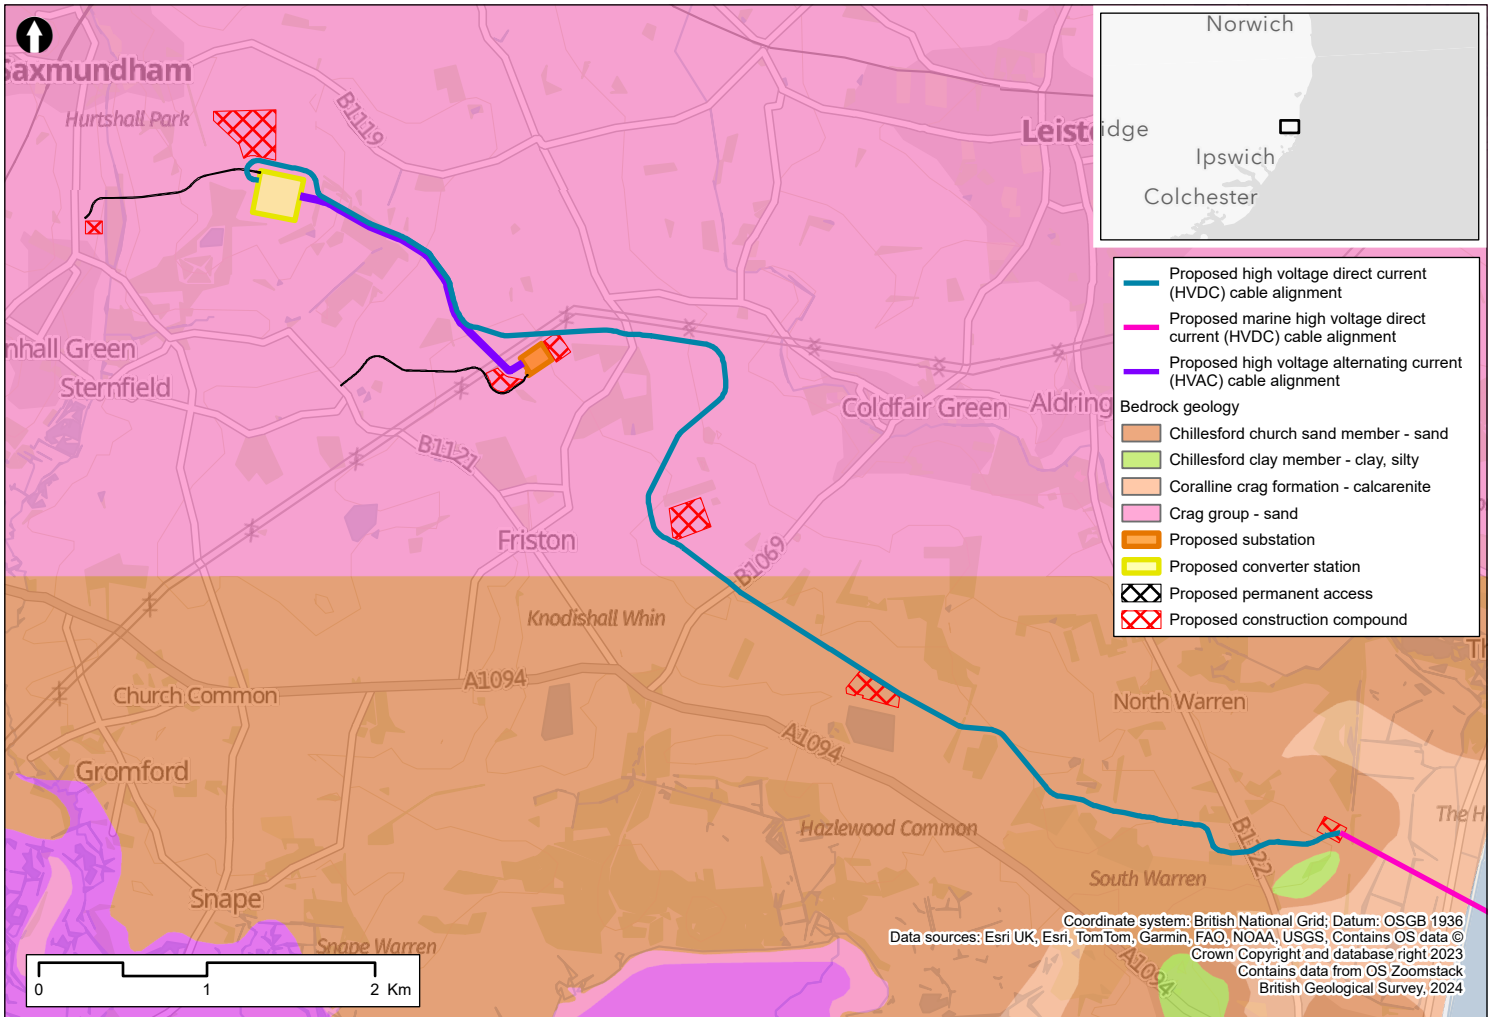 Norwich
idge
Ipswich
Colchester
Saxmundham
Hurtshall Park
B1119
Leist
nhall Green
Sternfield
Coldfair Green
Aldring
B1121
Friston
B1069
Knodishall Whin
Church Common
A1094
North Warren
A1094
Gromford
Hazlewood Common
The H
B1122
South Warren
Snape
Snape Warren
A1094
Th
Proposed high voltage direct current
(HVDC) cable alignment
Proposed marine high voltage direct
current (HVDC) cable alignment
Proposed high voltage alternating current
(HVAC) cable alignment
Bedrock geology
Chillesford church sand member - sand
Chillesford clay member - clay, silty
Coralline crag formation - calcarenite
Crag group - sand
Proposed substation
Proposed converter station
Proposed permanent access
Proposed construction compound
Coordinate system: British National Grid; Datum: OSGB 1936
Data sources: Esri UK, Esri, TomTom, Garmin, FAO, NOAA, USGS, Contains OS data ©
Crown Copyright and database right 2023
Contains data from OS Zoomstack
British Geological Survey, 2024
0 1 2 Km